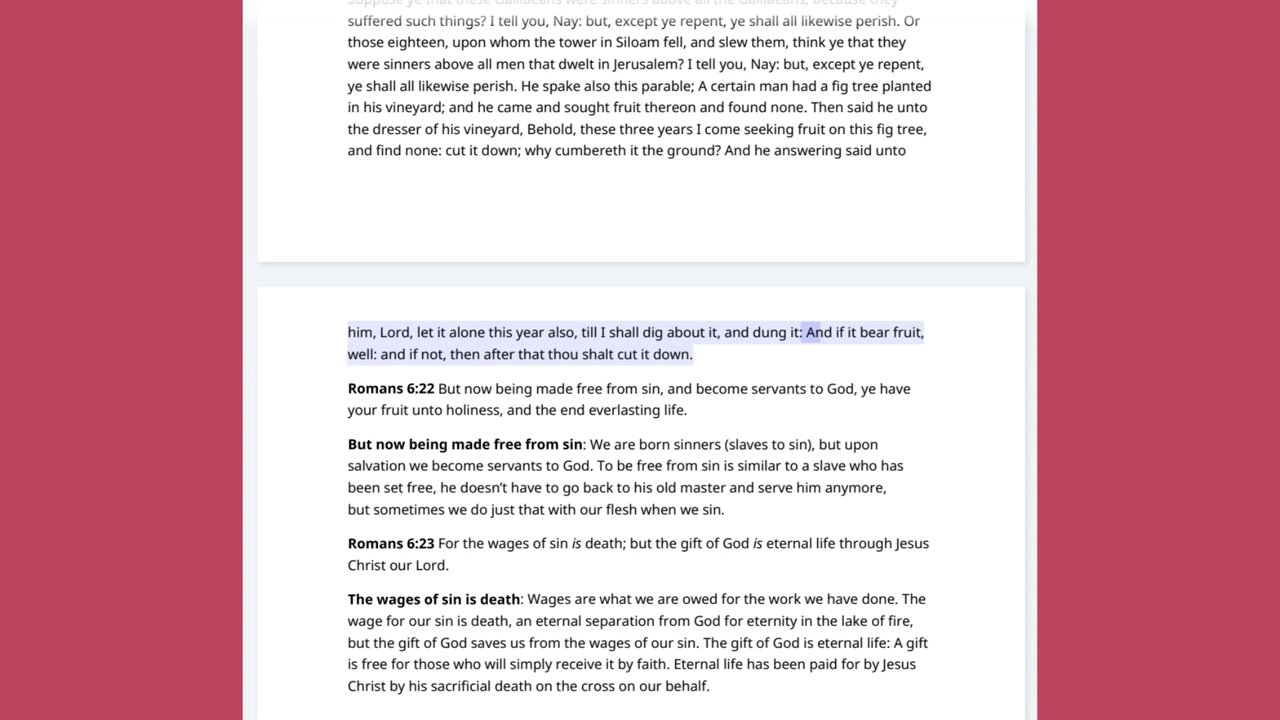 Suppose ye that these Galilaeans were sinners above all the Galilaeans, because they
suffered such things? I tell you, Nay: but, except ye repent, ye shall all likewise perish. Or
those eighteen, upon whom the tower in Siloam fell, and slew them, think ye that they
were sinners above all men that dwelt in Jerusalem? I tell you, Nay: but, except ye repent,
ye shall all likewise perish. He spake also this parable; A certain man had a fig tree planted
in his vineyard; and he came and sought fruit thereon and found none. Then said he unto
the dresser of his vineyard, Behold, these three years I come seeking fruit on this fig tree,
and find none: cut it down; why cumbereth it the ground? And he answering said unto
him, Lord, let it alone this year also, till I shall dig about it, and dung it: And if it bear fruit,
well: and if not, then after that thou shalt cut it down.
Romans 6:22 But now being made free from sin, and become servants to God, ye have
your fruit unto holiness, and the end everlasting life.
But now being made free from sin: We are born sinners (slaves to sin), but upon
salvation we become servants to God. To be free from sin is similar to a slave who has
been set free, he doesn't have to go back to his old master and serve him anymore,
but sometimes we do just that with our flesh when we sin.
Romans 6:23 For the wages of sin is death; but the gift of God is eternal life through Jesus
Christ our Lord.
The wages of sin is death: Wages are what we are owed for the work we have done. The
wage for our sin is death, an eternal separation from God for eternity in the lake of fire,
but the gift of God saves us from the wages of our sin. The gift of God is eternal life: A gift
is free for those who will simply receive it by faith. Eternal life has been paid for by Jesus
Christ by his sacrificial death on the cross on our behalf.